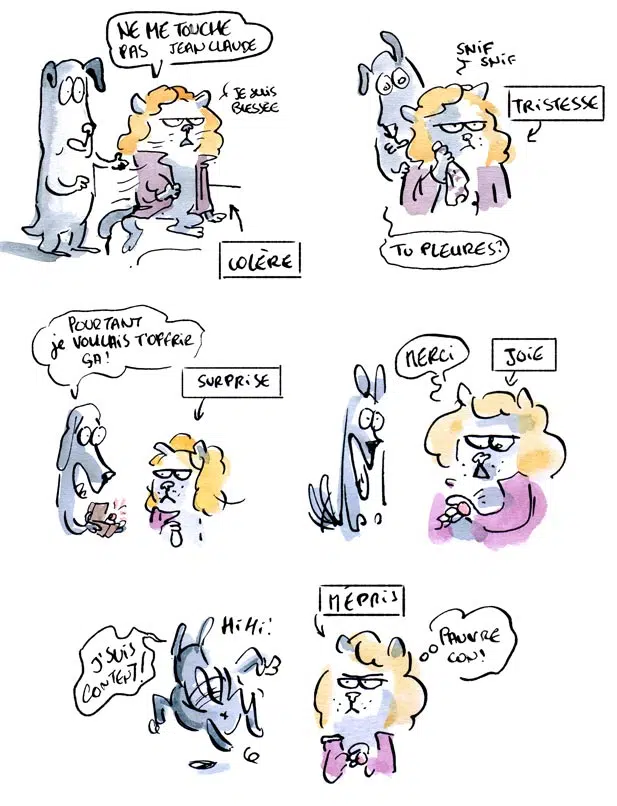 NE ME TOUCHE
PAS JEAN CLAUDE
JE SUIS
BLESSÉE
COLÈRE
SNIF
SNIF
TRISTESSE
TU PLEURES?
POURTANT
je VOULAIS T'OFFRIR
ÇA!
SURPRISE
MERCI
JOIE
J'SUIS
CONTENT!
HiHi!
MÉPRIS
PAUVRE
CON!